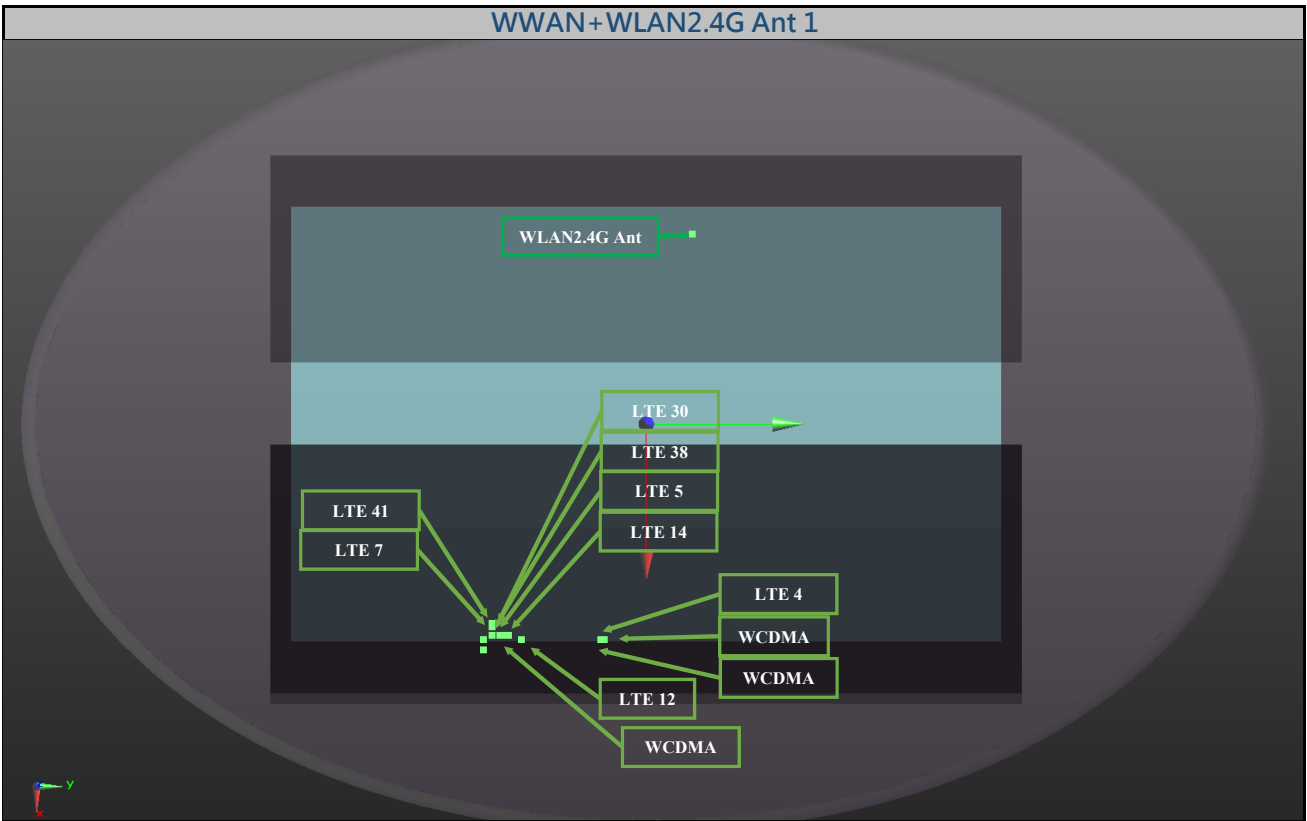 WWAN+WLAN2.4G Ant 1
WLAN2.4G Ant
LTE 30
LTE 38
LTE 5
LTE 14
LTE 41
LTE 7
LTE 4
WCDMA
WCDMA
LTE 12
WCDMA
y
x